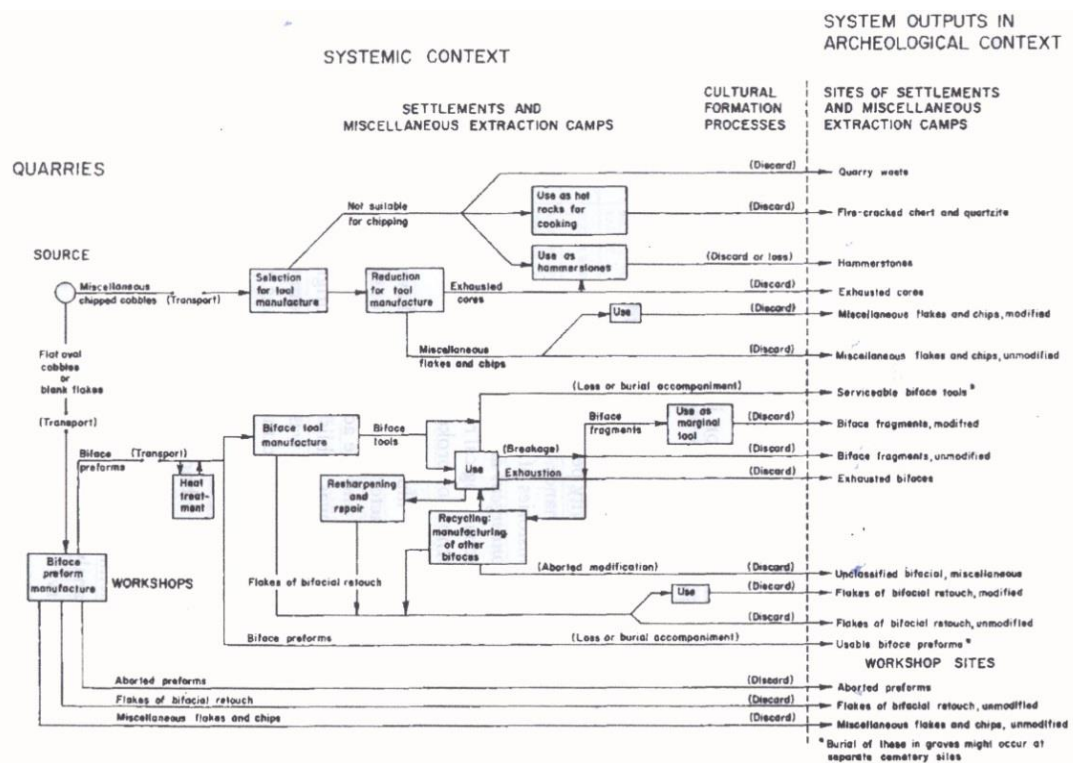 SYSTEM OUTPUTS IN
ARCHEOLOGICAL CONTEXT
SYSTEMIC CONTEXT
SETTLEMENTS AND
MISCELLANEOUS EXTRACTION CAMPS
CULTURAL
FORMATION
PROCESSES
SITES OF SETTLEMENTS
AND MISCELLANEOUS
EXTRACTION CAMPS
QUARRIES
(Discard)
Quarry waste
Not suitable
for chipping
Use as hot
rocks for
cooking
(Discard)
Fire-cracked chert and quartzite
SOURCE
Use as
hammerstones
(Discard or loss)
Hammerstones
Miscellaneous
chipped cobbles
(Transport)
Selection
for tool
manufacture
Reduction
for tool
manufacture
Exhausted
cores
(Discard)
Exhausted cores
Use
(Discard)
Miscellaneous flakes and chips, modified
Miscellaneous
flakes and chips
(Discard)
Miscellaneous flakes and chips, unmodified
Flat oval
cobbles
or
blank flakes
(Transport)
(Loss or burial accompaniment)
Serviceable biface tools*
Biface tool
manufacture
Biface
tools
Biface
fragments
Use as
marginal
tool
(Discard)
Biface fragments, modified
Biface
preforms
(Transport)
Heat
treat-
ment
Use
(Breakage)
(Discard)
Biface fragments, unmodified
Exhaustion
(Discard)
Exhausted bifaces
Resharpening
and
repair
Recycling:
manufacturing
of other
bifaces
Biface
preform
manufacture
WORKSHOPS
(Aborted modification)
(Discard)
Unclassified bifacial, miscellaneous
Flakes of bifacial retouch
Use
(Discard)
Flakes of bifacial retouch, modified
(Discard)
Flakes of bifacial retouch, unmodified
Biface preforms
(Loss or burial accompaniment)
Usable biface preforms*
WORKSHOP SITES
Aborted preforms
(Discard)
Aborted preforms
Flakes of bifacial retouch
(Discard)
Flakes of bifacial retouch, unmodified
Miscellaneous flakes and chips
(Discard)
Miscellaneous flakes and chips, unmodified
*Burial of these in graves might occur at
separate cemetery sites